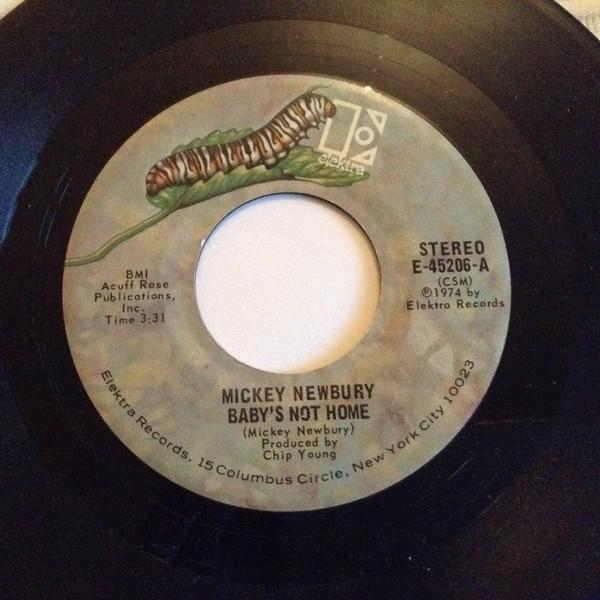 elektra
BMI
Acuff Rose
Publications,
Inc.
Time 3:31
STEREO
E-45206-A
(CSM)
℗1974 by
Elektra Records
MICKEY NEWBURY
BABY'S NOT HOME
(Mickey Newbury)
Produced by
Chip Young
Elektra Records, 15 Columbus Circle, New York City 10023